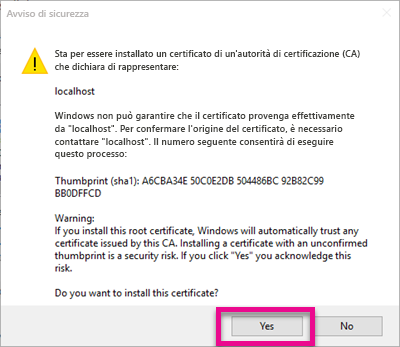 Avviso di sicurezza
Sta per essere installato un certificato di un'autorità di certificazione (CA)
che dichiara di rappresentare:
localhost
Windows non può garantire che il certificato provenga effettivamente
da "localhost". Per confermare l'origine del certificato, è necessario
contattare "localhost". Il numero seguente consentirà di eseguire
questo processo:
Thumbprint (sha1): A6CBA34E 50C0E2DB 504486BC 92B82C99
BB0DFFCD
Warning:
If you install this root certificate, Windows will automatically trust any
certificate issued by this CA. Installing a certificate with an unconfirmed
thumbprint is a security risk. If you click "Yes" you acknowledge this
risk.
Do you want to install this certificate?
Yes
No